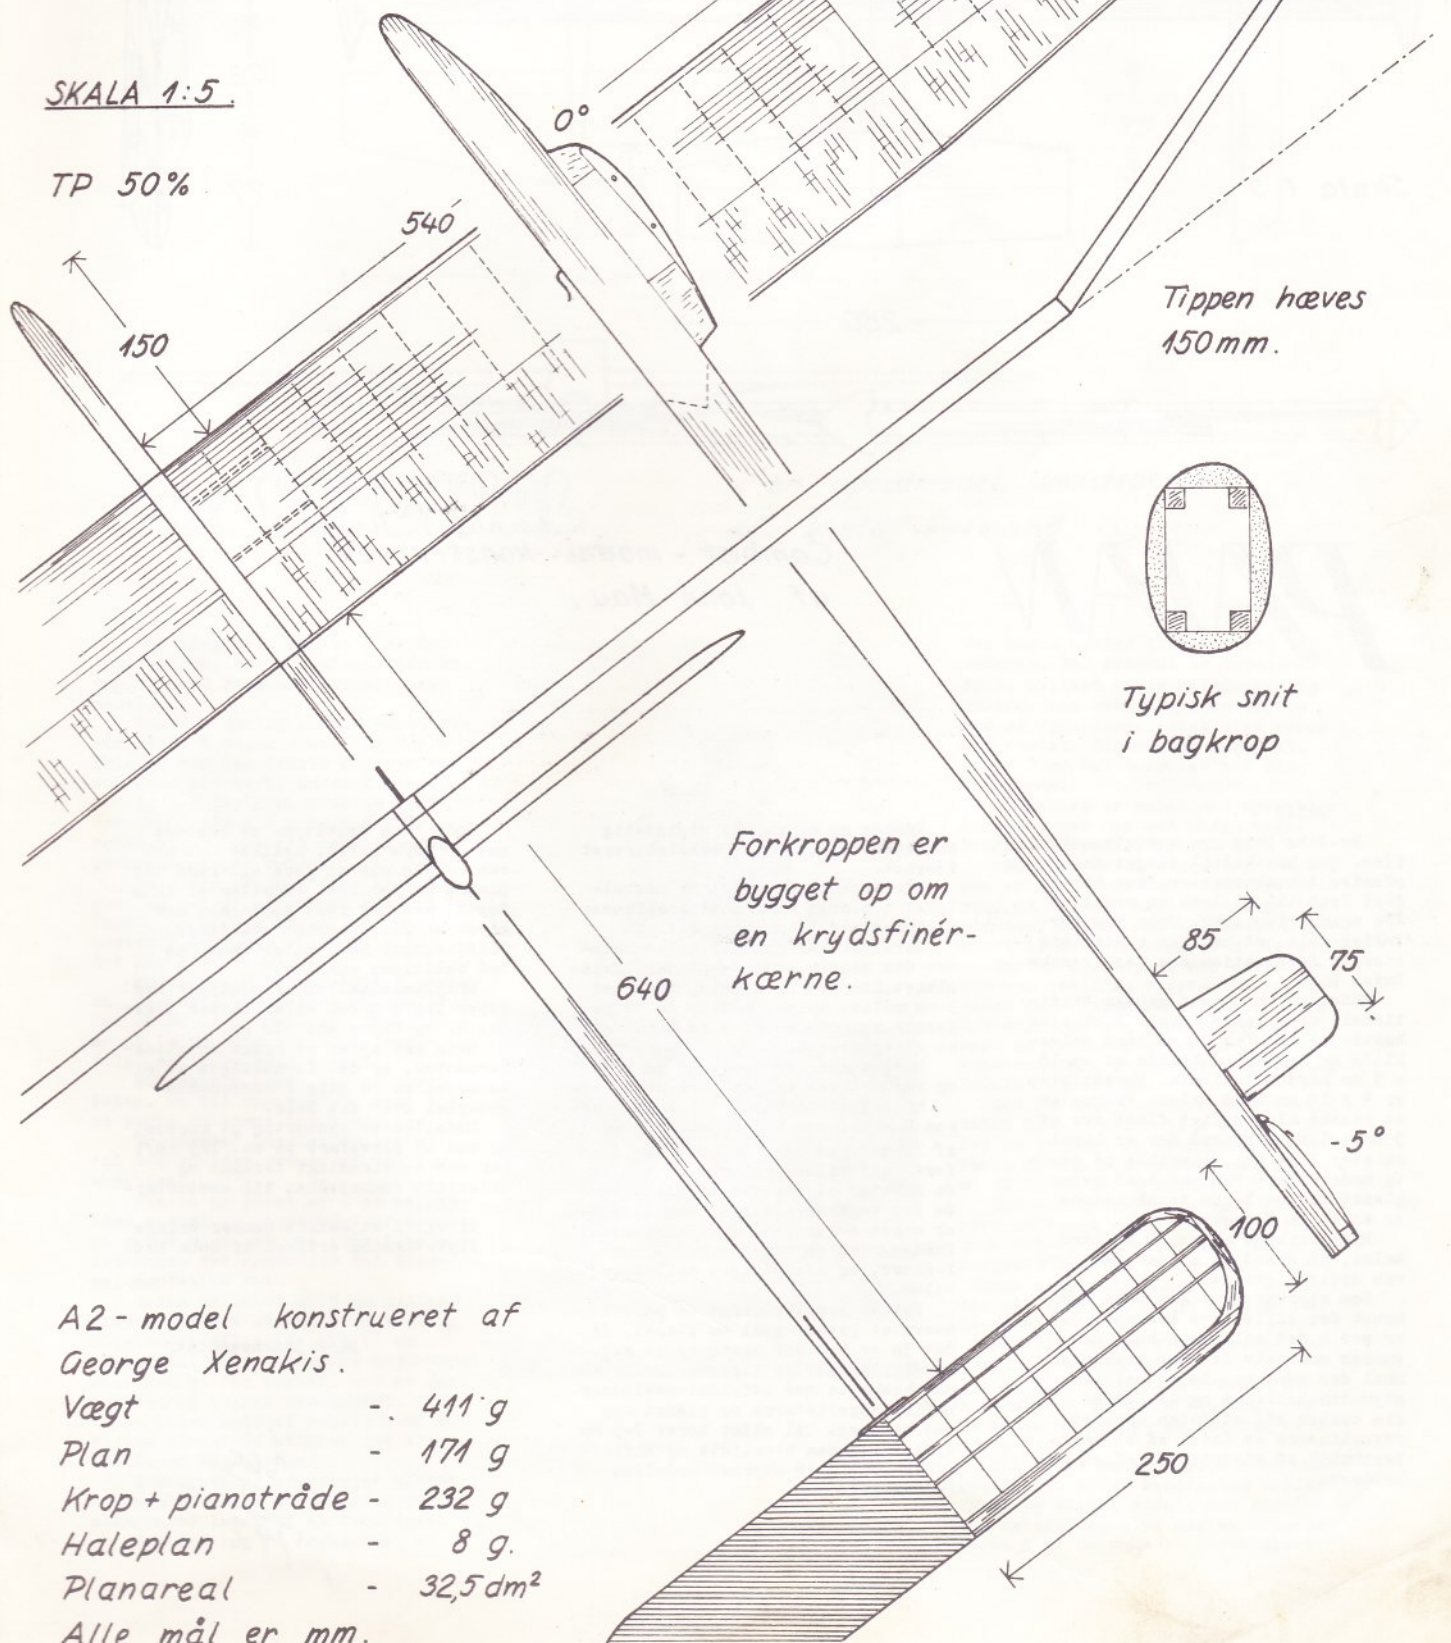 SKALA 1:5.
TP 50%
0°
540
150
Tippen hæves
150mm.
Typisk snit
i bagkrop
Forkroppen er
bygget op om
en krydsfinér-
kærne.
640
85
75
-5°
100
250
A2-model konstrueret af
George Xenakis.
Vægt - 411 g
Plan - 171 g
Krop + pianotråde - 232 g
Haleplan - 8 g.
Planareal - 32,5 dm²
Alle mål er mm.